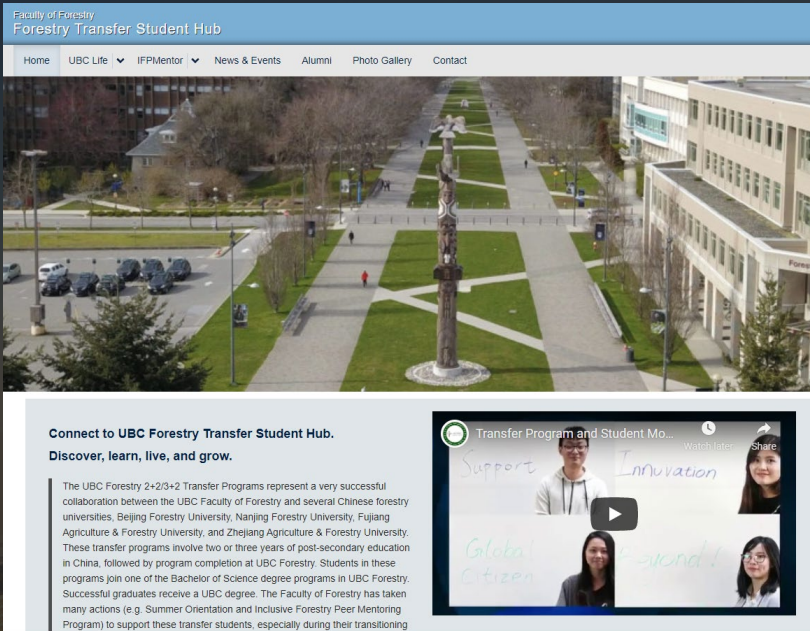 Faculty of Forestry
Forestry Transfer Student Hub
Home UBC Life IFPMentor News & Events Alumni Photo Gallery Contact
Fores
Connect to UBC Forestry Transfer Student Hub.
Discover, learn, live, and grow.
The UBC Forestry 2+2/3+2 Transfer Programs represent a very successful
collaboration between the UBC Faculty of Forestry and several Chinese forestry
universities, Beijing Forestry University, Nanjing Forestry University, Fujiang
Agriculture & Forestry University, and Zhejiang Agriculture & Forestry University.
These transfer programs involve two or three years of post-secondary education
in China, followed by program completion at UBC Forestry. Students in these
programs join one of the Bachelor of Science degree programs in UBC Forestry.
Successful graduates receive a UBC degree. The Faculty of Forestry has taken
many actions (e.g. Summer Orientation and Inclusive Forestry Peer Mentoring
Program) to support these transfer students, especially during their transitioning
Transfer Program and Student Mo...
Watch later Share
Support Innuvation
Global
Citizen